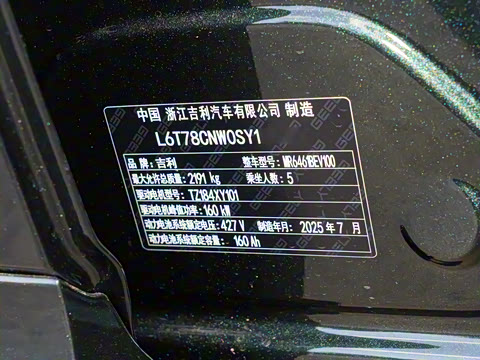 中国 浙江吉利汽车有限公司 制造
L6T78CNW0SY1
品牌：吉利 整车型号：MR6461BEV100
最大允许总质量：2191 kg 乘坐人数：5
驱动电机型号：TZ184XY101
驱动电机峰值功率：160 kW
动力电池系统额定电压：427 V 制造年月：2025 年 7 月
动力电池系统额定容量：160 Ah